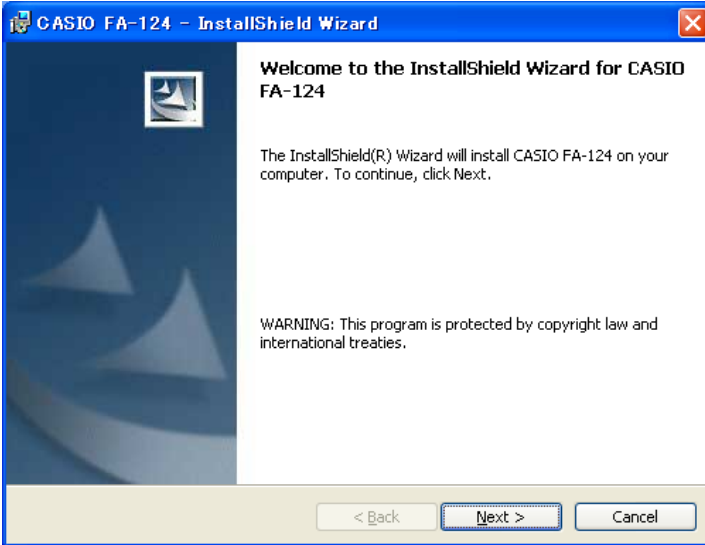 CASIO FA-124 - InstallShield Wizard
Welcome to the InstallShield Wizard for CASIO
FA-124
The InstallShield(R) Wizard will install CASIO FA-124 on your
computer. To continue, click Next.
WARNING: This program is protected by copyright law and
international treaties.
< Back
Next >
Cancel